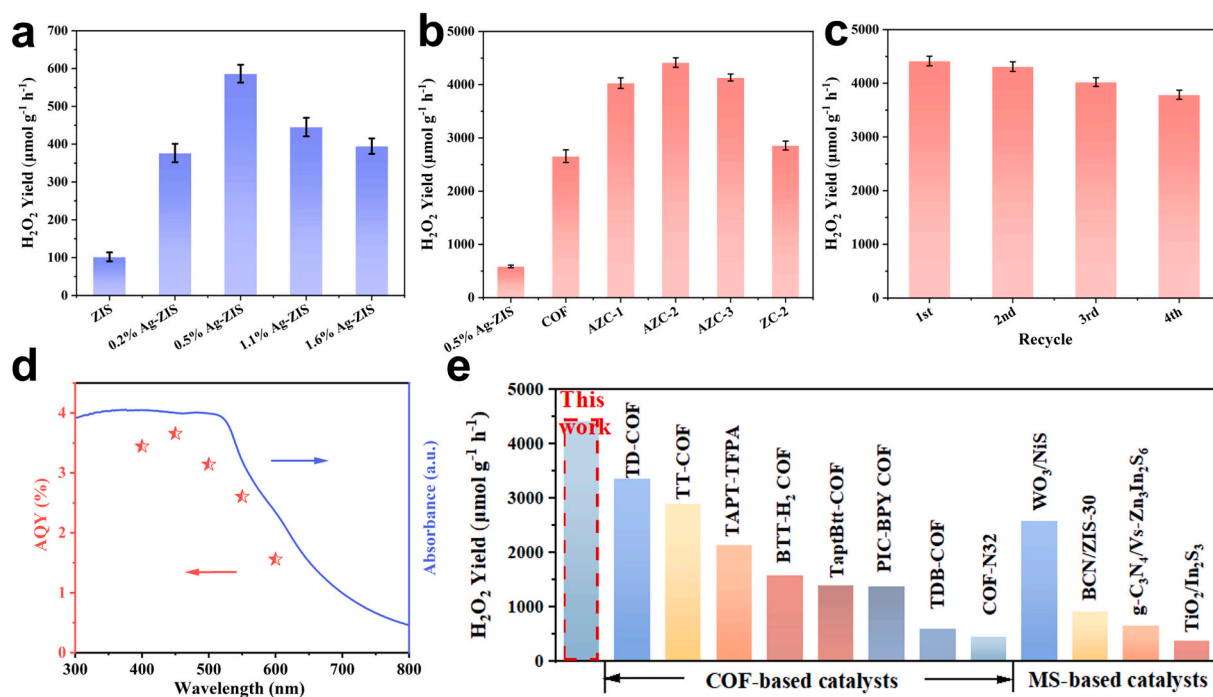 a
H₂O₂ Yield (μmol g⁻¹ h⁻¹)
700
600
500
400
300
200
100
0
ZIS
0.2% Ag-ZIS
0.5% Ag-ZIS
1.1% Ag-ZIS
1.6% Ag-ZIS
b
H₂O₂ Yield (μmol g⁻¹ h⁻¹)
5000
4000
3000
2000
1000
0
0.5% Ag-ZIS
COF
AZC-1
AZC-2
AZC-3
ZC-2
c
H₂O₂ Yield (μmol g⁻¹ h⁻¹)
5000
4000
3000
2000
1000
0
1st
2nd
3rd
4th
Recycle
d
AQY (%)
4
3
2
1
0
Absorbance (a.u.)
300
400
500
600
700
800
Wavelength (nm)
e
H₂O₂ Yield (μmol g⁻¹ h⁻¹)
5000
4000
3000
2000
1000
0
This
work
TD-COF
TT-COF
TAPT-TFPA
BTT-H₂ COF
TaptBtt-COF
PIC-BPY COF
TDB-COF
COF-N32
WO₃/NiS
BCN/ZIS-30
g-C₃N₄/Vs-Zn₃In₂S₆
TiO₂/In₂S₃
COF-based catalysts
MS-based catalysts